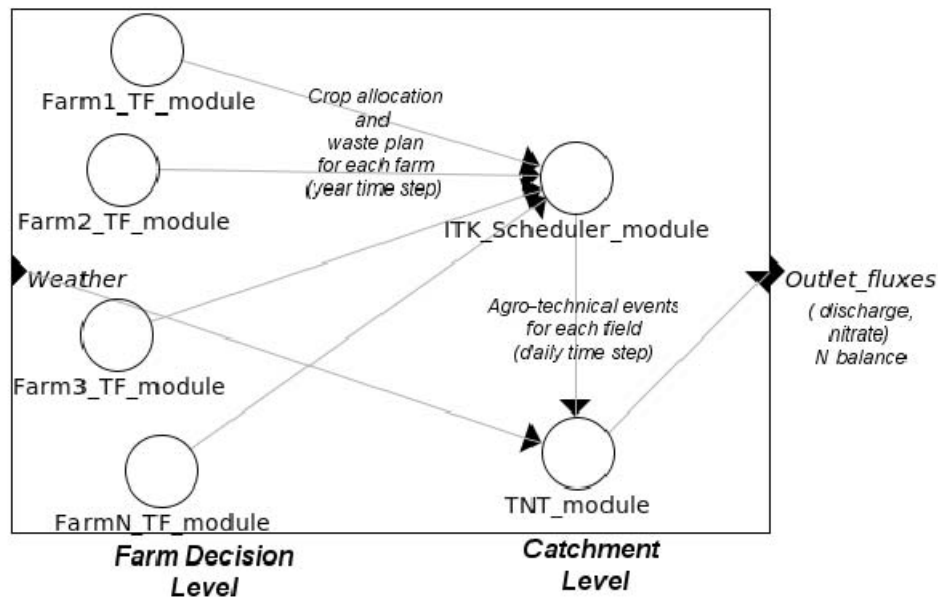 Farm1_TF_module
Crop allocation
and
waste plan
for each farm
(year time step)
Farm2_TF_module
ITK_Scheduler_module
Weather
Outlet_fluxes
( discharge,
nitrate)
N balance
Agro-technical events
for each field
(daily time step)
Farm3_TF_module
FarmN_TF_module
TNT_module
Farm Decision
Level
Catchment
Level